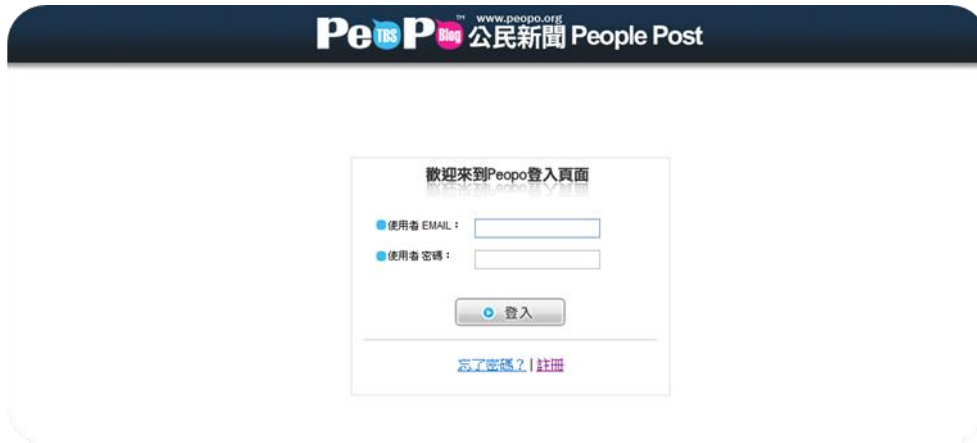 PeoPo TBS Blog TM www.peopo.org
公民新聞 People Post
歡迎來到Peopo登入頁面
使用者 EMAIL：
使用者 密碼：
登入
忘了密碼？ | 註冊